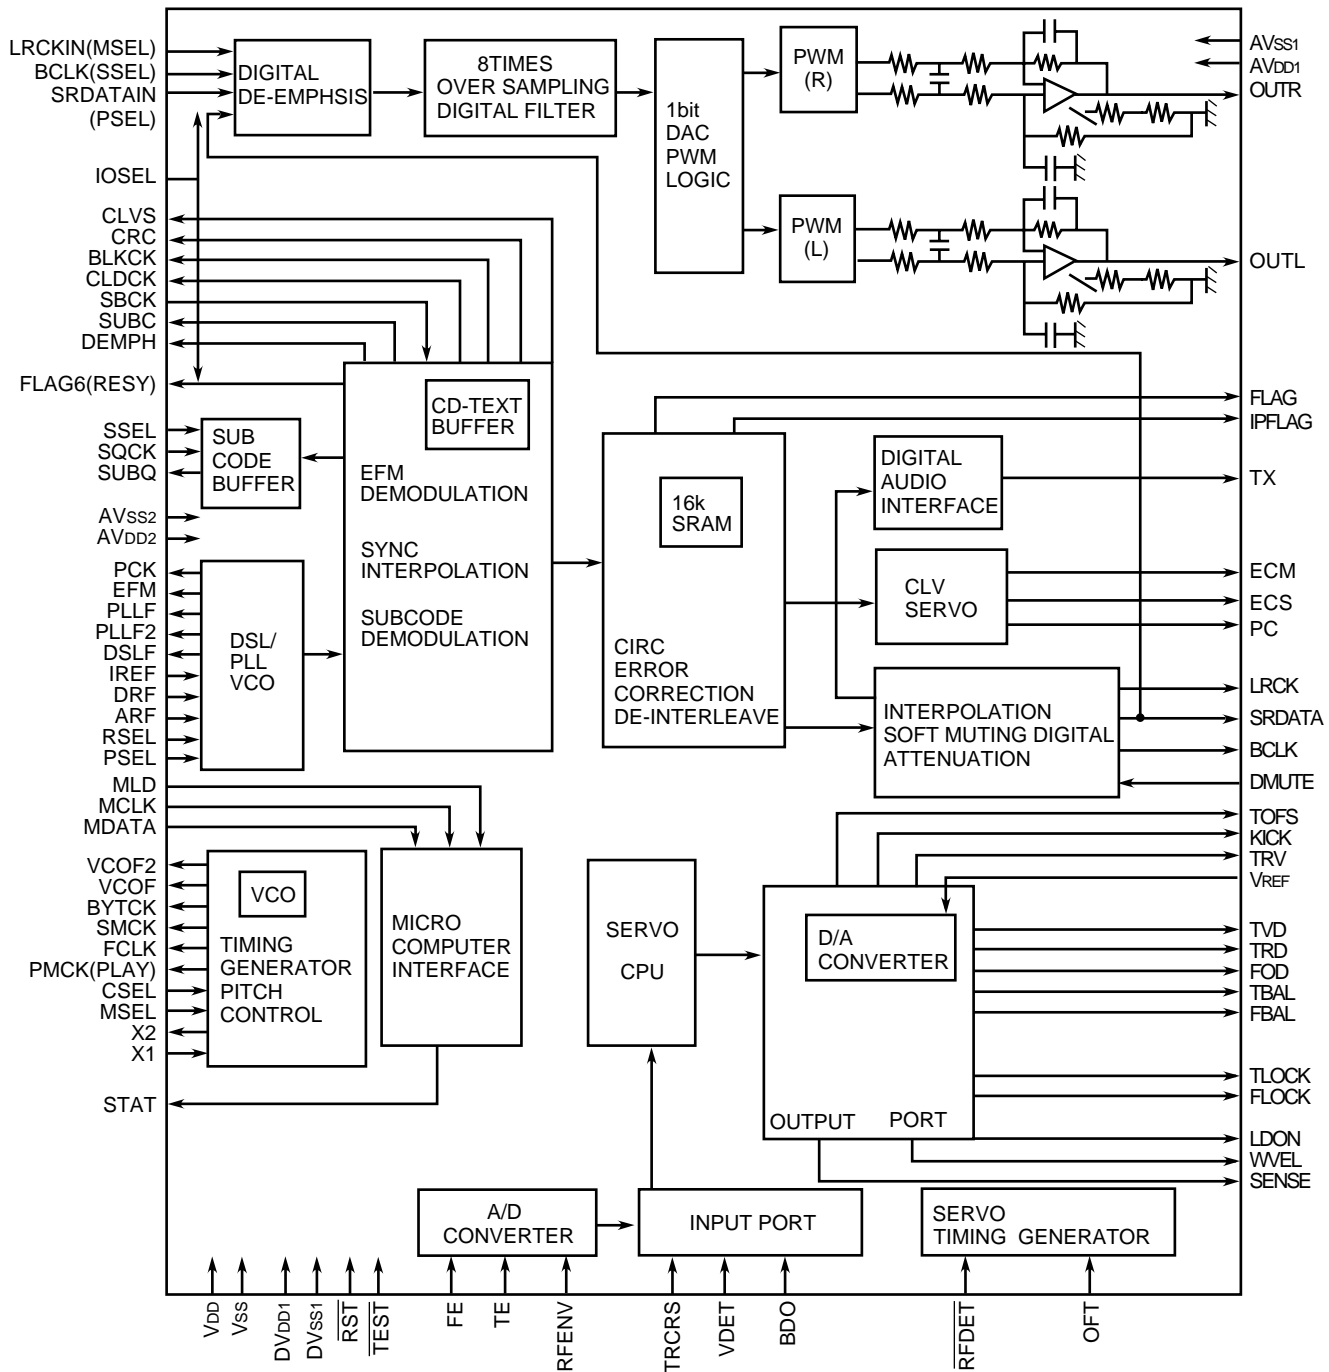 LRCKIN(MSEL)
BCLK(SSEL)
SRDATAIN
(PSEL)
IOSEL
CLVS
CRC
BLKCK
CLDCK
SBCK
SUBC
DEMPH
FLAG6(RESY)
SSEL
SQCK
SUBQ
AVSS2
AVDD2
PCK
EFM
PLLF
PLLF2
DSLF
IREF
DRF
ARF
RSEL
PSEL
MLD
MCLK
MDATA
VCOF2
VCOF
BYTCK
SMCK
FCLK
PMCK(PLAY)
CSEL
MSEL
X2
X1
STAT
DIGITAL
DE-EMPHSIS
8TIMES
OVER SAMPLING
DIGITAL FILTER
1bit
DAC
PWM
LOGIC
PWM
(R)
PWM
(L)
CD-TEXT
BUFFER
EFM
DEMODULATION
SYNC
INTERPOLATION
SUBCODE
DEMODULATION
SUB
CODE
BUFFER
DSL/
PLL
VCO
16k
SRAM
CIRC
ERROR
CORRECTION
DE-INTERLEAVE
DIGITAL
AUDIO
INTERFACE
CLV
SERVO
INTERPOLATION
SOFT MUTING DIGITAL
ATTENUATION
VCO
TIMING
GENERATOR
PITCH
CONTROL
MICRO
COMPUTER
INTERFACE
SERVO
CPU
D/A
CONVERTER
OUTPUT PORT
A/D
CONVERTER
INPUT PORT
SERVO
TIMING GENERATOR
AVSS1
AVDD1
OUTR
OUTL
FLAG
IPFLAG
TX
ECM
ECS
PC
LRCK
SRDATA
BCLK
DMUTE
TOFS
KICK
TRV
VREF
TVD
TRD
FOD
TBAL
FBAL
TLOCK
FLOCK
LDON
WVEL
SENSE
VDD
VSS
DVDD1
DVSS1
RST
TEST
FE
TE
RFENV
TRCRS
VDET
BDO
RFDET
OFT